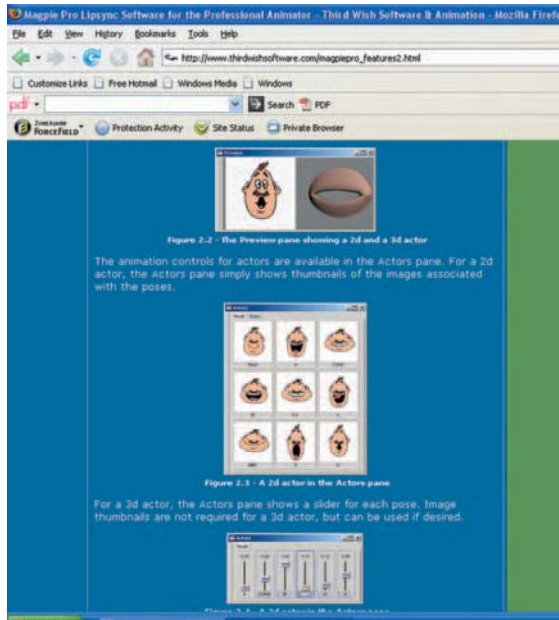 Magpie Pro Lipsync Software for the Professional Animator - Third Wish Software & Animation - Mozilla Firefo
File Edit View History Bookmarks Tools Help
http://www.thirdwishsoftware.com/magpiepro_features2.html
Customize Links Free Hotmail Windows Media Windows
pdf Search PDF
ZoneAlarm
ForceField Protection Activity Site Status Private Browser
Preview
Figure 2.2 - The Preview pane showing a 2d and a 3d actor
The animation controls for actors are available in the Actors pane. For a 2d
actor, the Actors pane simply shows thumbnails of the images associated
with the poses.
Actors
Figure 2.3 - A 2d actor in the Actors pane
For a 3d actor, the Actors pane shows a slider for each pose. Image
thumbnails are not required for a 3d actor, but can be used if desired.
Actors